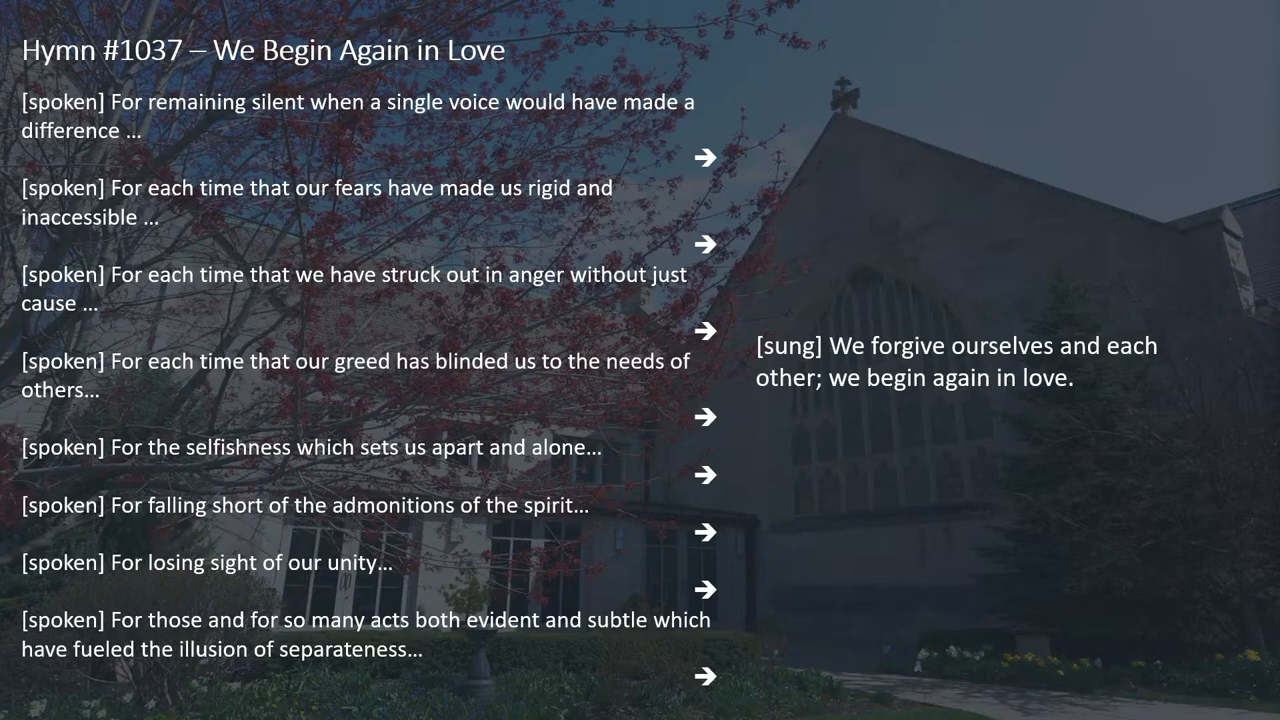 Hymn #1037 – We Begin Again in Love
[spoken] For remaining silent when a single voice would have made a
difference ...
➔
[spoken] For each time that our fears have made us rigid and
inaccessible ...
➔
[spoken] For each time that we have struck out in anger without just
cause ...
➔
[spoken] For each time that our greed has blinded us to the needs of
others...
➔
[spoken] For the selfishness which sets us apart and alone...
➔
[spoken] For falling short of the admonitions of the spirit...
➔
[spoken] For losing sight of our unity...
➔
[spoken] For those and for so many acts both evident and subtle which
have fueled the illusion of separateness...
➔
[sung] We forgive ourselves and each
other; we begin again in love.